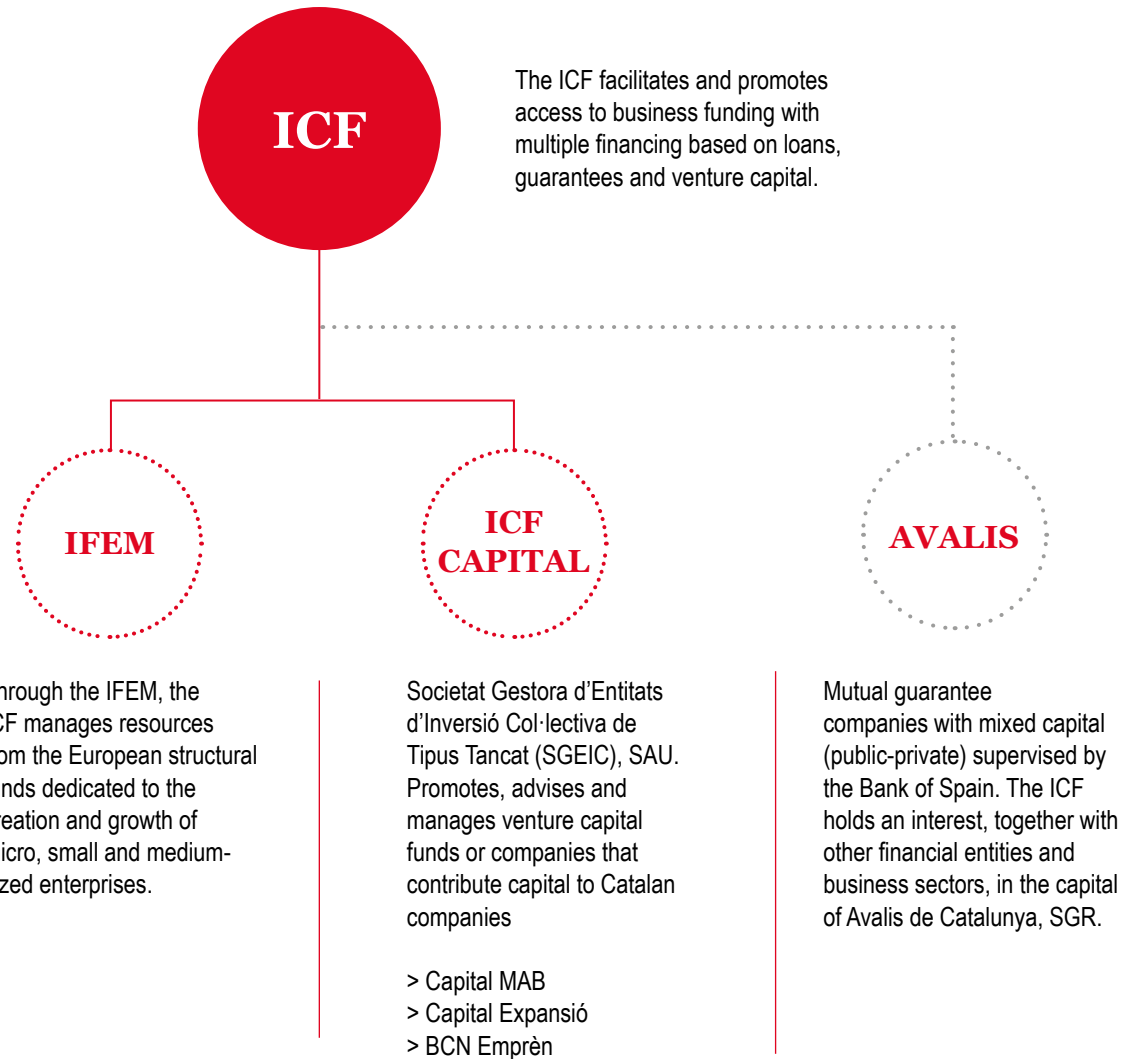 ICF
The ICF facilitates and promotes
access to business funding with
multiple financing based on loans,
guarantees and venture capital.
IFEM
ICF
CAPITAL
AVALIS
hrough the IFEM, the
CF manages resources
om the European structural
nds dedicated to the
eation and growth of
icro, small and medium-
zed enterprises.
Societat Gestora d’Entitats
d’Inversió Col·lectiva de
Tipus Tancat (SGEIC), SAU.
Promotes, advises and
manages venture capital
funds or companies that
contribute capital to Catalan
companies
> Capital MAB
> Capital Expansió
> BCN Emprèn
Mutual guarantee
companies with mixed capital
(public-private) supervised by
the Bank of Spain. The ICF
holds an interest, together with
other financial entities and
business sectors, in the capital
of Avalis de Catalunya, SGR.